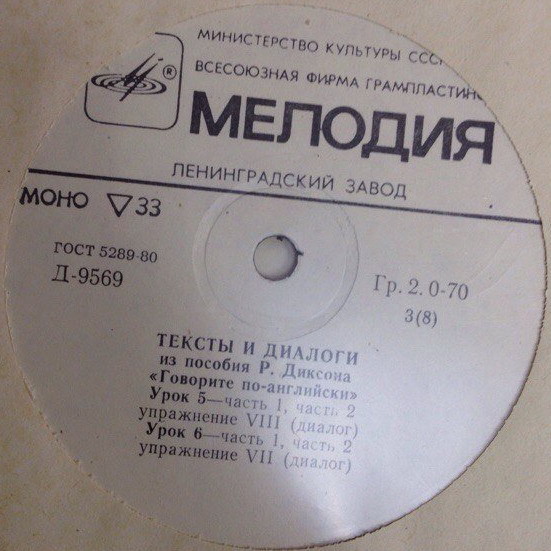 МИНИСТЕРСТВО КУЛЬТУРЫ СССР
ВСЕСОЮЗНАЯ ФИРМА ГРАМПЛАСТИНО
®
МЕЛОДИЯ
ЛЕНИНГРАДСКИЙ ЗАВОД
МОНО ▽ 33
ГОСТ 5289-80
Д-9569
Гр. 2. 0-70
3(8)
ТЕКСТЫ И ДИАЛОГИ
из пособия Р. Диксона
«Говорите по-английски»
Урок 5—часть 1, часть 2
упражнение VIII (диалог)
Урок 6—часть 1, часть 2
упражнение VII (диалог)